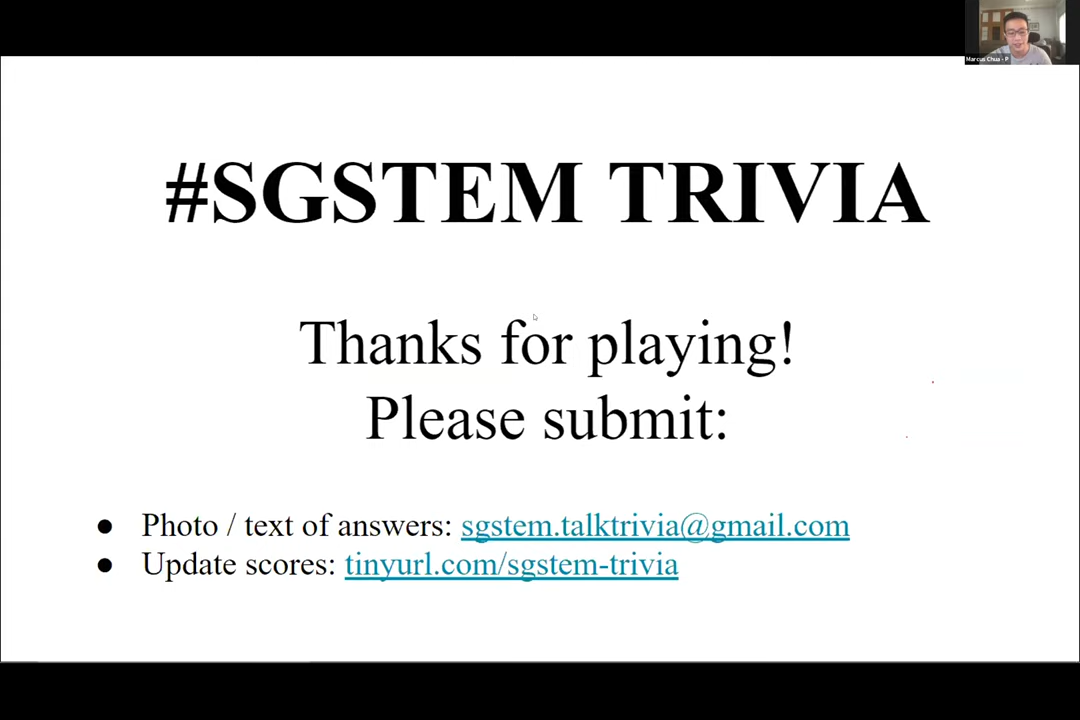 Marcus Chua - P
#SGSTEM TRIVIA
Thanks for playing!
Please submit:
● Photo / text of answers: sgstem.talktrivia@gmail.com
● Update scores: tinyurl.com/sgstem-trivia